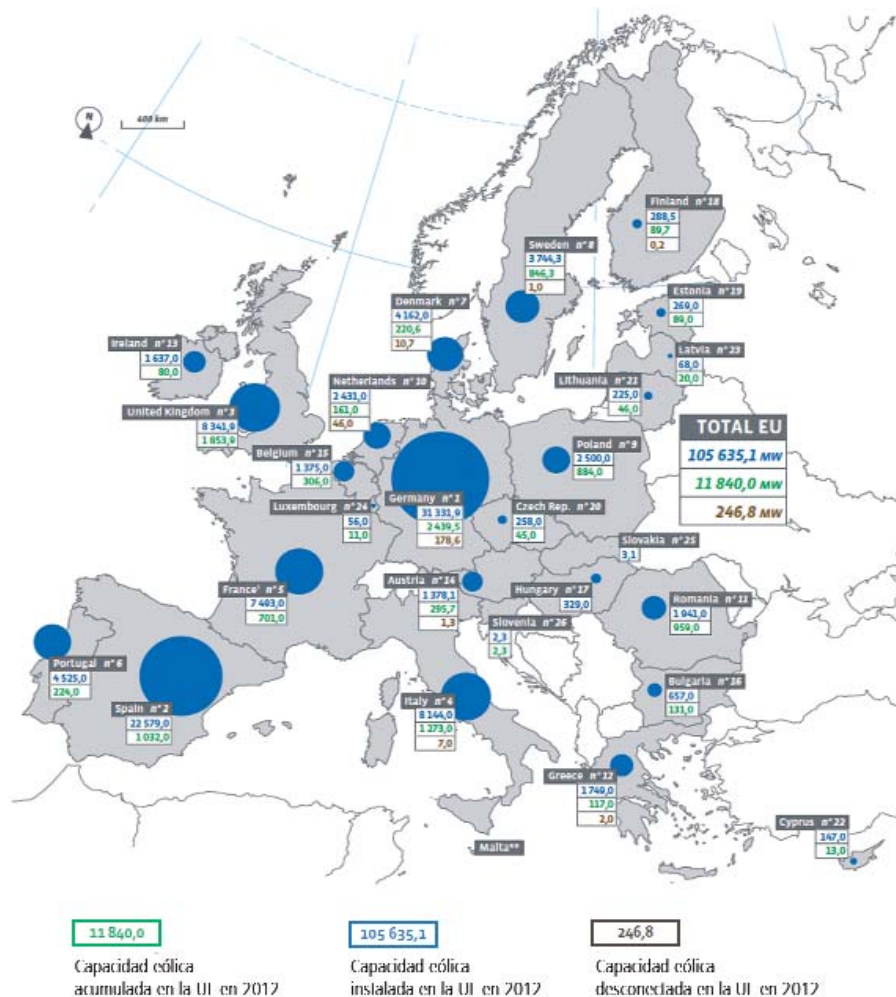 N
400 km
Finland n°18
288,5
89,7
0,2
Sweden n°8
3 744,3
846,3
1,0
Denmark n°7
4 162,0
220,6
10,7
Estonia n°19
269,0
89,0
Latvia n°23
68,0
20,0
Lithuania n°21
225,0
46,0
Ireland n°13
1 637,0
80,0
United Kingdom n°3
8 341,9
1 853,9
Netherlands n°10
2 431,0
161,0
46,0
Belgium n°15
1 375,0
306,0
Luxembourg n°24
56,0
11,0
Germany n°1
31 331,9
2 439,5
178,6
Poland n°9
2 500,0
884,0
TOTAL EU
105 635,1 MW
11 840,0 MW
246,8 MW
Czech Rep. n°20
258,0
45,0
Slovakia n°25
3,1
France¹ n°5
7 493,0
701,0
Austria n°14
1 378,1
295,7
1,3
Hungary n°17
329,0
Slovenia n°26
2,3
2,3
Romania n°11
1 941,0
959,0
Bulgaria n°16
657,0
131,0
Portugal n°6
4 525,0
224,0
Spain n°2
22 579,0
1 032,0
Italy n°4
8 144,0
1 273,0
7,0
Greece n°12
1 749,0
117,0
2,0
Malta**
Cyprus n°22
147,0
13,0
11 840,0
Capacidad eólica
acumulada en la UE en 2012
105 635,1
Capacidad eólica
instalada en la UE en 2012
246,8
Capacidad eólica
desconectada en la UE en 2012